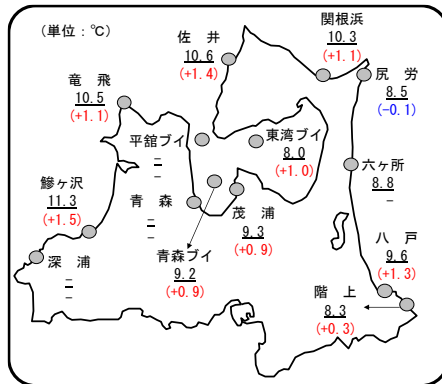 (単位：℃)
佐井
10.6
(+1.4)
関根浜
10.3
(+1.1)
尻労
8.5
(−0.1)
竜飛
10.5
(+1.1)
平舘ブイ
−
−
東湾ブイ
8.0
(+1.0)
六ヶ所
8.8
−
鰺ヶ沢
11.3
(+1.5)
青森
−
−
茂浦
9.3
(+0.9)
八戸
9.6
(+1.3)
深浦
−
−
青森ブイ
9.2
(+0.9)
階上
8.3
(+0.3)